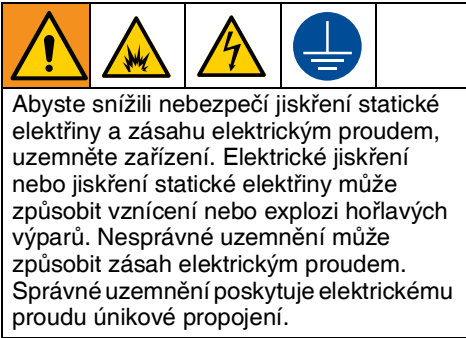 Abyste snížili nebezpečí jiskření statické
elektřiny a zásahu elektrickým proudem,
uzemněte zařízení. Elektrické jiskření
nebo jiskření statické elektřiny může
způsobit vznícení nebo explozi hořlavých
výparů. Nesprávné uzemnění může
způsobit zásah elektrickým proudem.
Správné uzemnění poskytuje elektrickému
proudu únikové propojení.